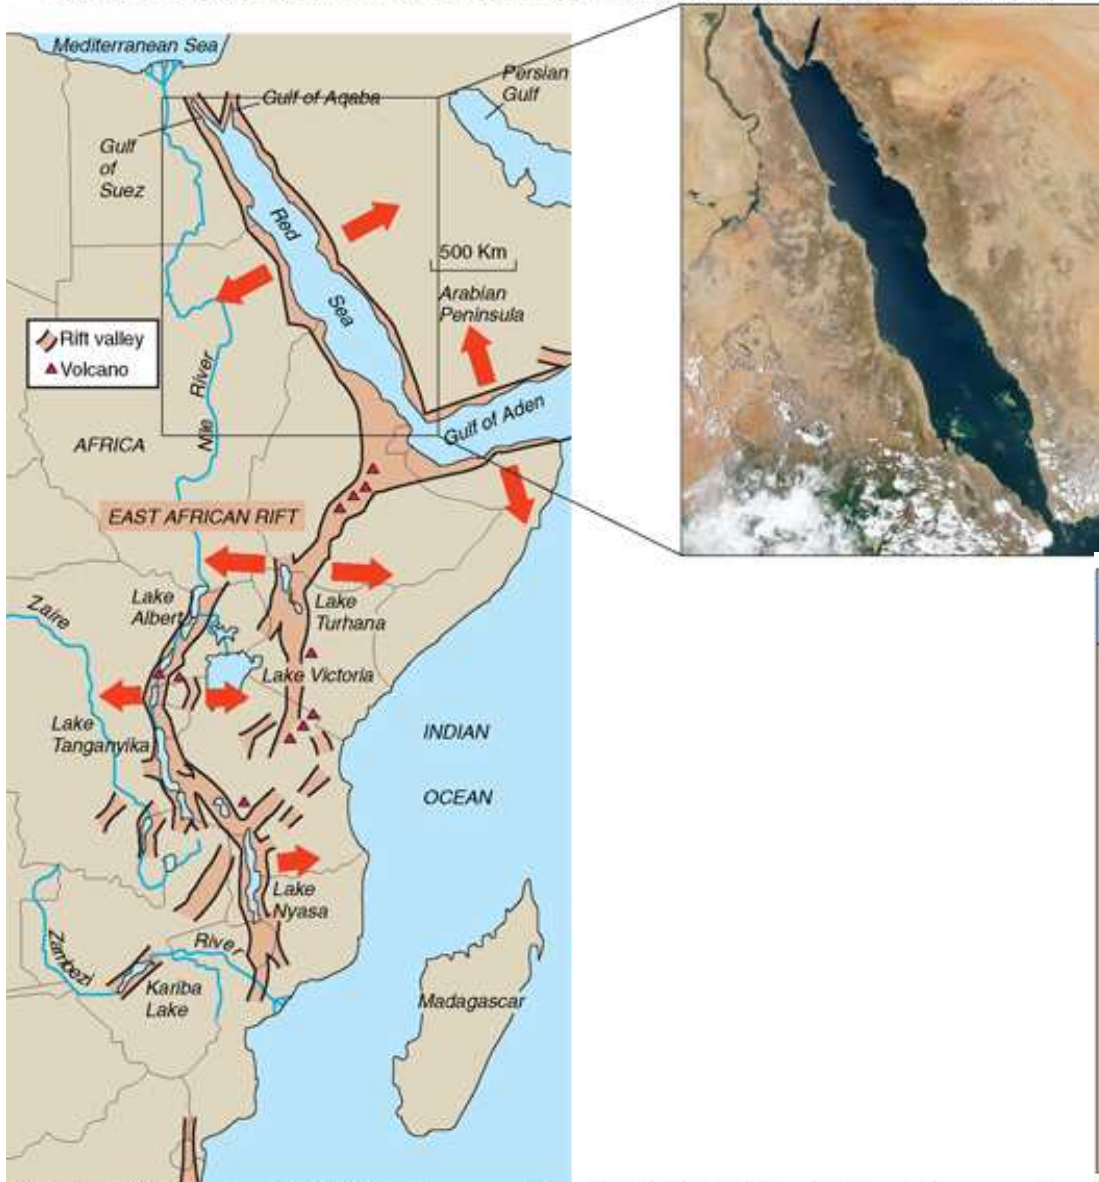 Mediterranean Sea
Persian
Gulf
Gulf of Aqaba
Gulf
of
Suez
Red
Sea
500 Km
Arabian
Peninsula
Rift valley
Volcano
Nile River
AFRICA
Gulf of Aden
EAST AFRICAN RIFT
Lake
Albert
Lake
Turhana
Zaire
Lake Victoria
Lake
Tanganyika
INDIAN
OCEAN
Lake
Nyasa
Zambezi River
Kariba
Lake
Madagascar